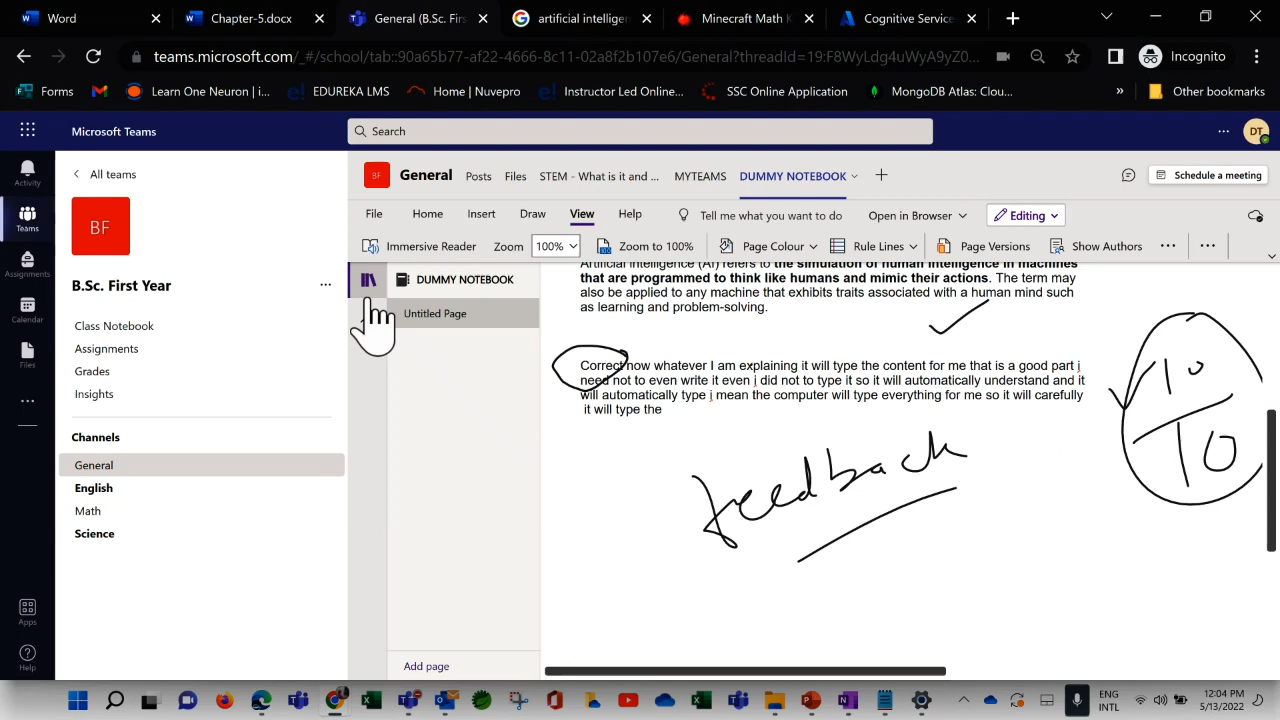 Word
Chapter-5.docx
General (B.Sc. Firs
artificial intelligen
Minecraft Math K
Cognitive Service
teams.microsoft.com/_#/school/tab::90a65b77-af22-4666-8c11-02a8f2b107e6/General?threadId=19:F8WyLdg4uWyA9yZ0...
Incognito
Forms
Learn One Neuron | i...
EDUREKA LMS
Home | Nuvepro
Instructor Led Online...
SSC Online Application
MongoDB Atlas: Clou...
»
Other bookmarks
Microsoft Teams
Search
DT
Activity
Teams
Assignments
Calendar
Files
Apps
Help
All teams
BF
B.Sc. First Year
Class Notebook
Assignments
Grades
Insights
Channels
General
English
Math
Science
BF
General
Posts
Files
STEM - What is it and ...
MYTEAMS
DUMMY NOTEBOOK
Schedule a meeting
File
Home
Insert
Draw
View
Help
Tell me what you want to do
Open in Browser
Editing
Immersive Reader
Zoom
100%
Zoom to 100%
Page Colour
Rule Lines
Page Versions
Show Authors
DUMMY NOTEBOOK
Untitled Page
Add page
Artificial intelligence (AI) refers to the simulation of human intelligence in machines
that are programmed to think like humans and mimic their actions. The term may
also be applied to any machine that exhibits traits associated with a human mind such
as learning and problem-solving.
Correct now whatever I am explaining it will type the content for me that is a good part i
need not to even write it even i did not to type it so it will automatically understand and it
will automatically type i mean the computer will type everything for me so it will carefully
it will type the
feedback
10
10
ENG
INTL
12:04 PM
5/13/2022